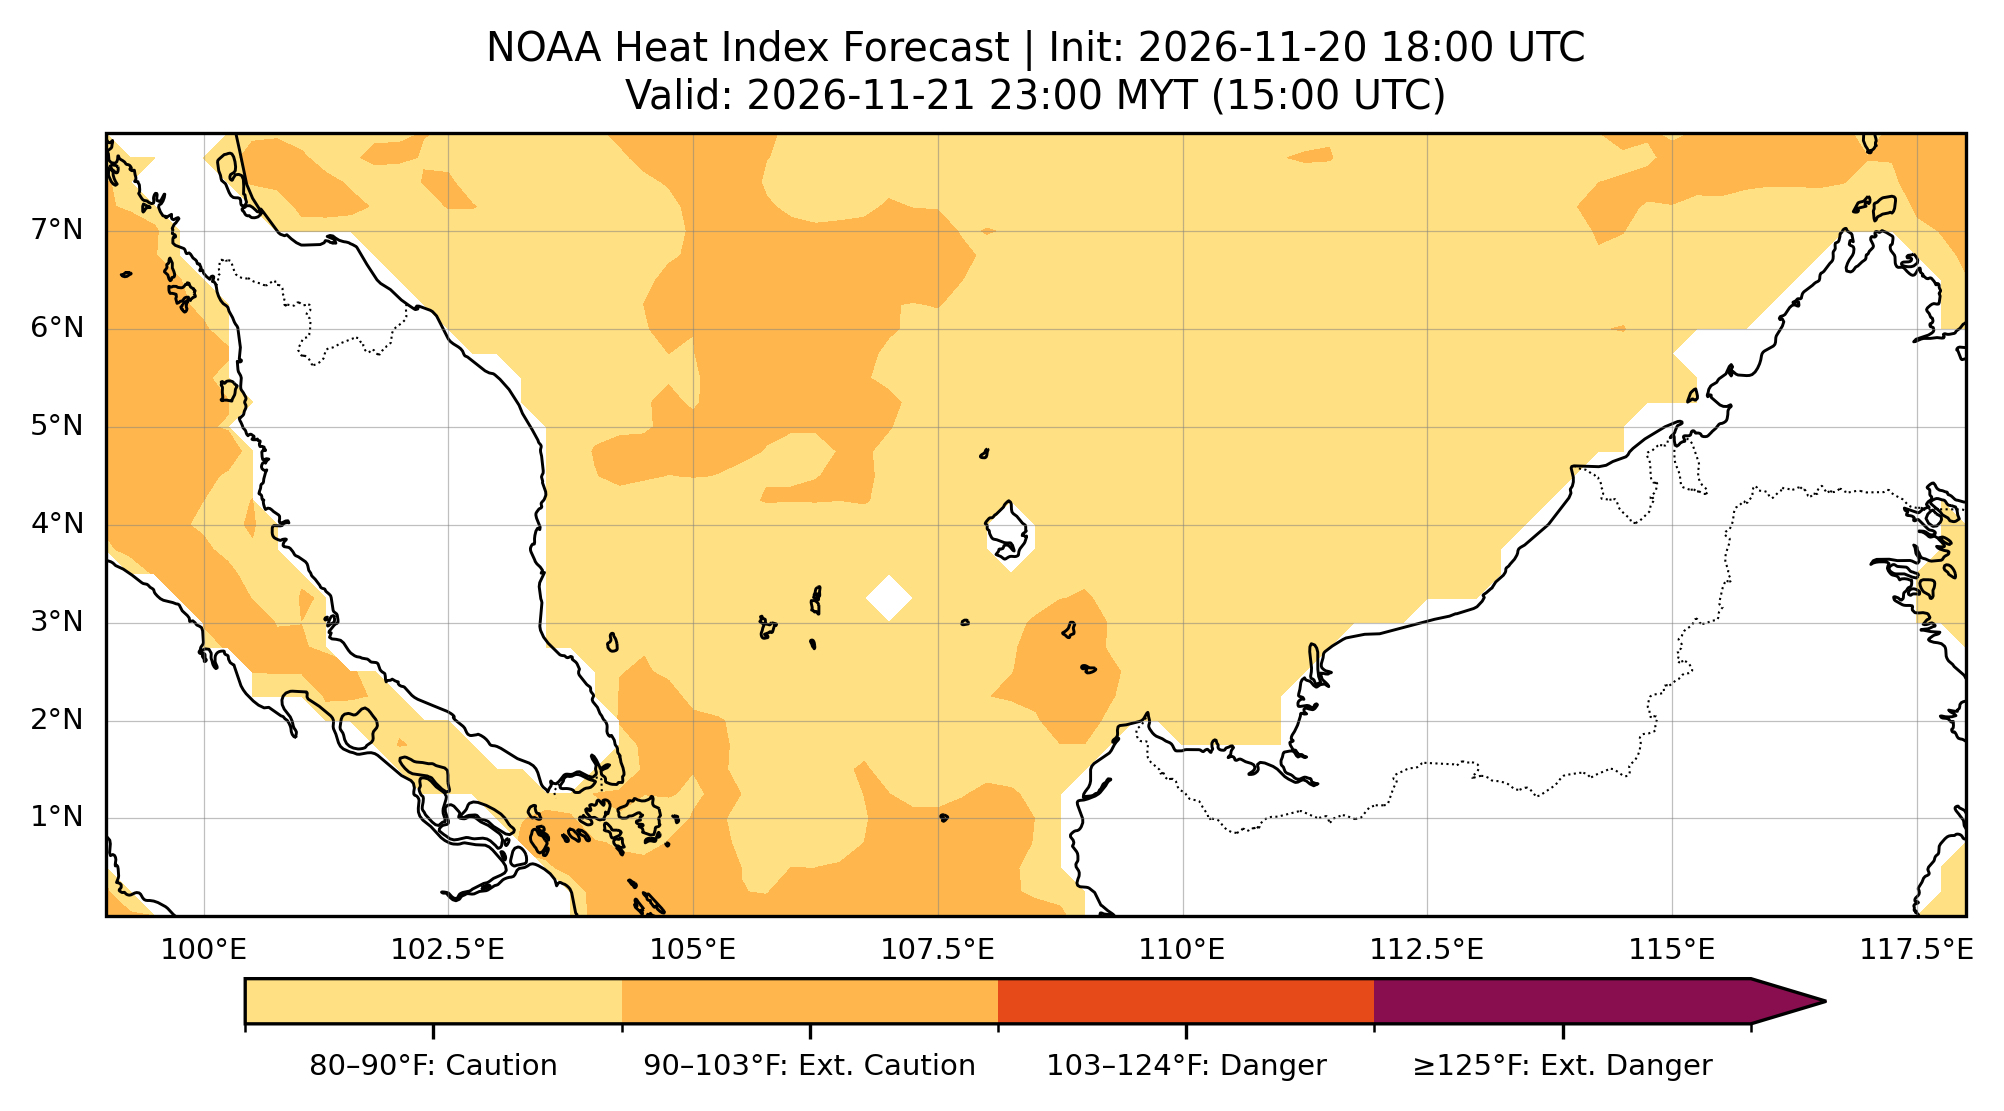 NOAA Heat Index Forecast | Init: 2026-11-20 18:00 UTC
Valid: 2026-11-21 23:00 MYT (15:00 UTC)
7°N
6°N
5°N
4°N
3°N
2°N
1°N
100°E
102.5°E
105°E
107.5°E
110°E
112.5°E
115°E
117.5°E
80–90°F: Caution
90–103°F: Ext. Caution
103–124°F: Danger
≥125°F: Ext. Danger